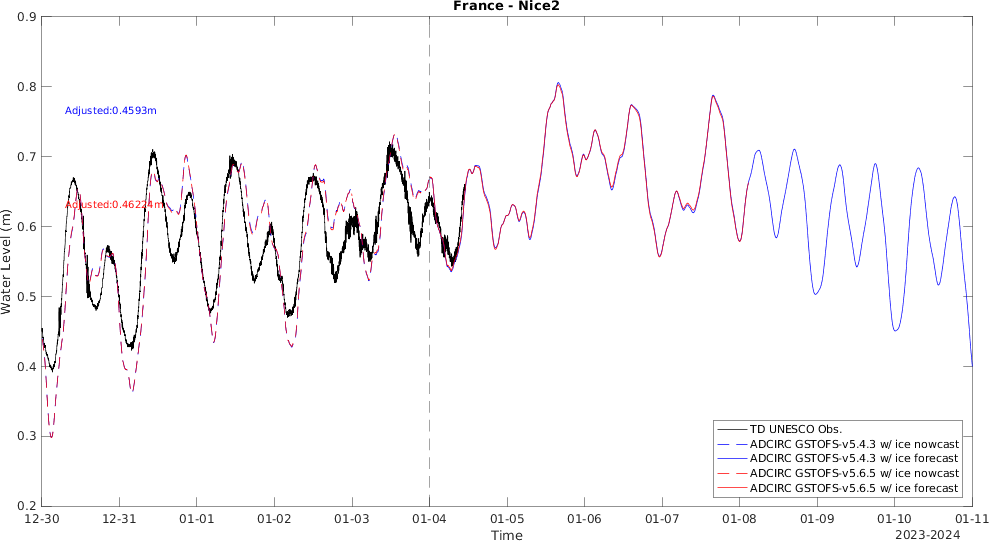 France - Nice2
0.9
0.8
0.7
0.6
0.5
0.4
0.3
0.2
Water Level (m)
Adjusted:0.4593m
Adjusted:0.46224m
TD UNESCO Obs.
ADCIRC GSTOFS-v5.4.3 w/ ice nowcast
ADCIRC GSTOFS-v5.4.3 w/ ice forecast
ADCIRC GSTOFS-v5.6.5 w/ ice nowcast
ADCIRC GSTOFS-v5.6.5 w/ ice forecast
12-30 12-31 01-01 01-02 01-03 01-04 01-05 01-06 01-07 01-08 01-09 01-10 01-11
Time
2023-2024